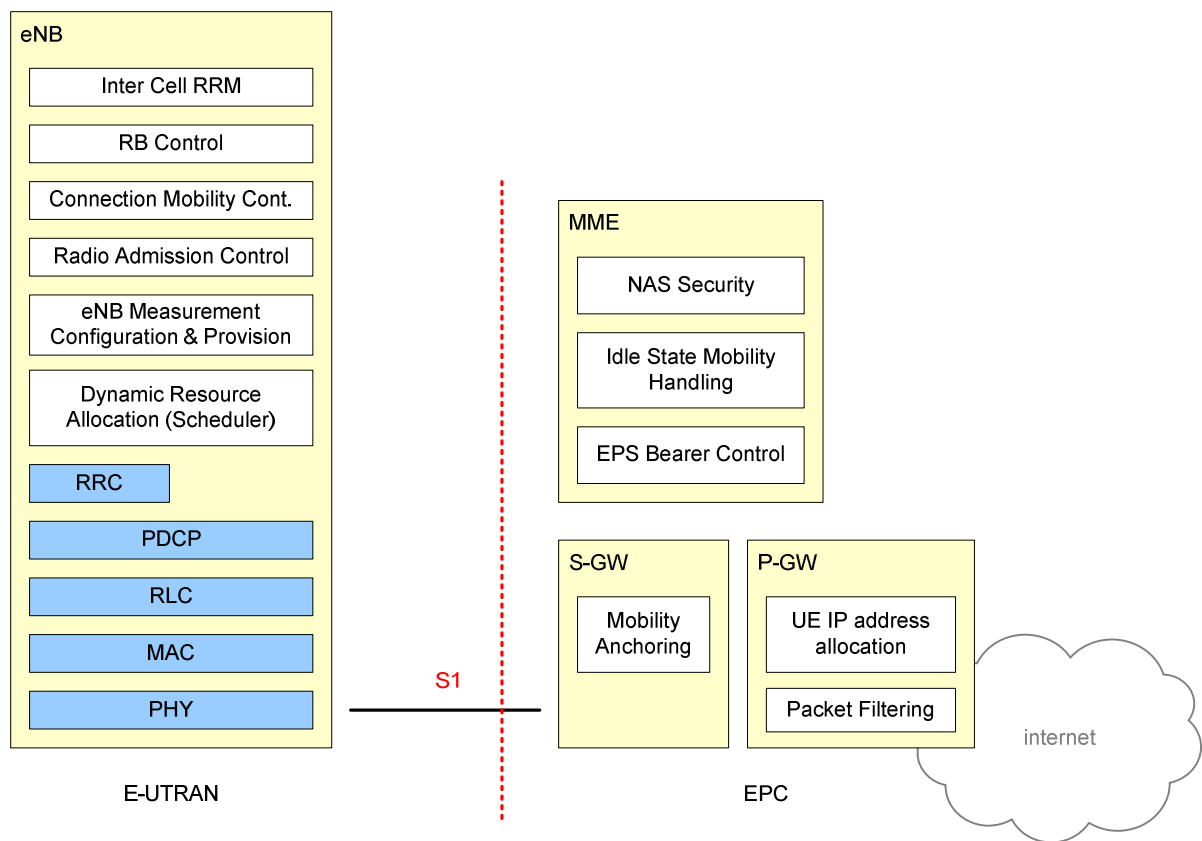 eNB
Inter Cell RRM
RB Control
Connection Mobility Cont.
Radio Admission Control
eNB Measurement
Configuration & Provision
Dynamic Resource
Allocation (Scheduler)
RRC
PDCP
RLC
MAC
PHY
E-UTRAN
S1
MME
NAS Security
Idle State Mobility
Handling
EPS Bearer Control
S-GW
Mobility
Anchoring
P-GW
UE IP address
allocation
Packet Filtering
internet
EPC